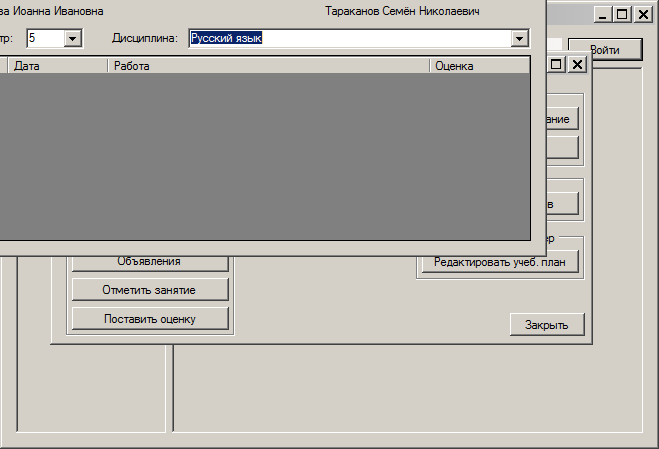 ва Иоанна Ивановна Тараканов Семён Николаевич
тр: 5 Дисциплина: Русский язык
Войти
Дата Работа Оценка
ание
в
ер
Объявления Редактировать учеб. план
Отметить занятие
Поставить оценку Закрыть